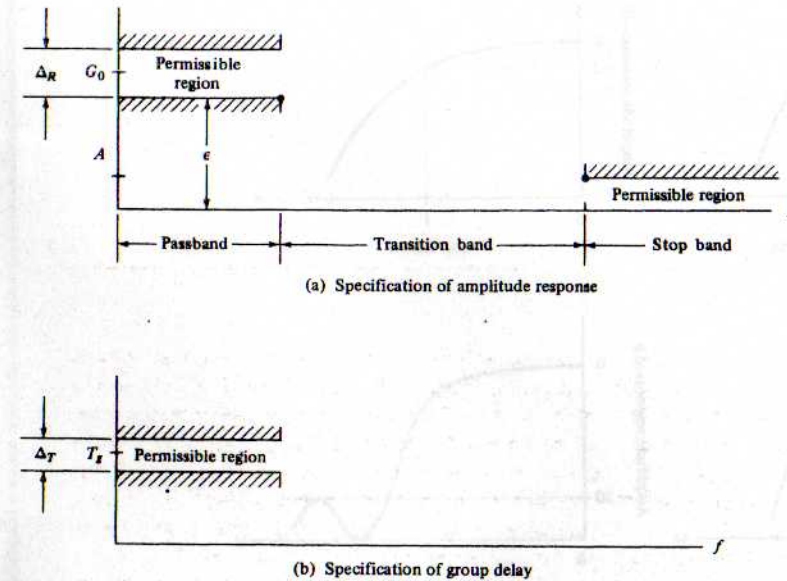 Δ_R
G₀
Permissible
region
A
ϵ
Permissible region
Passband
Transition band
Stop band
(a) Specification of amplitude response
Δ_T
T_g
Permissible region
f
(b) Specification of group delay